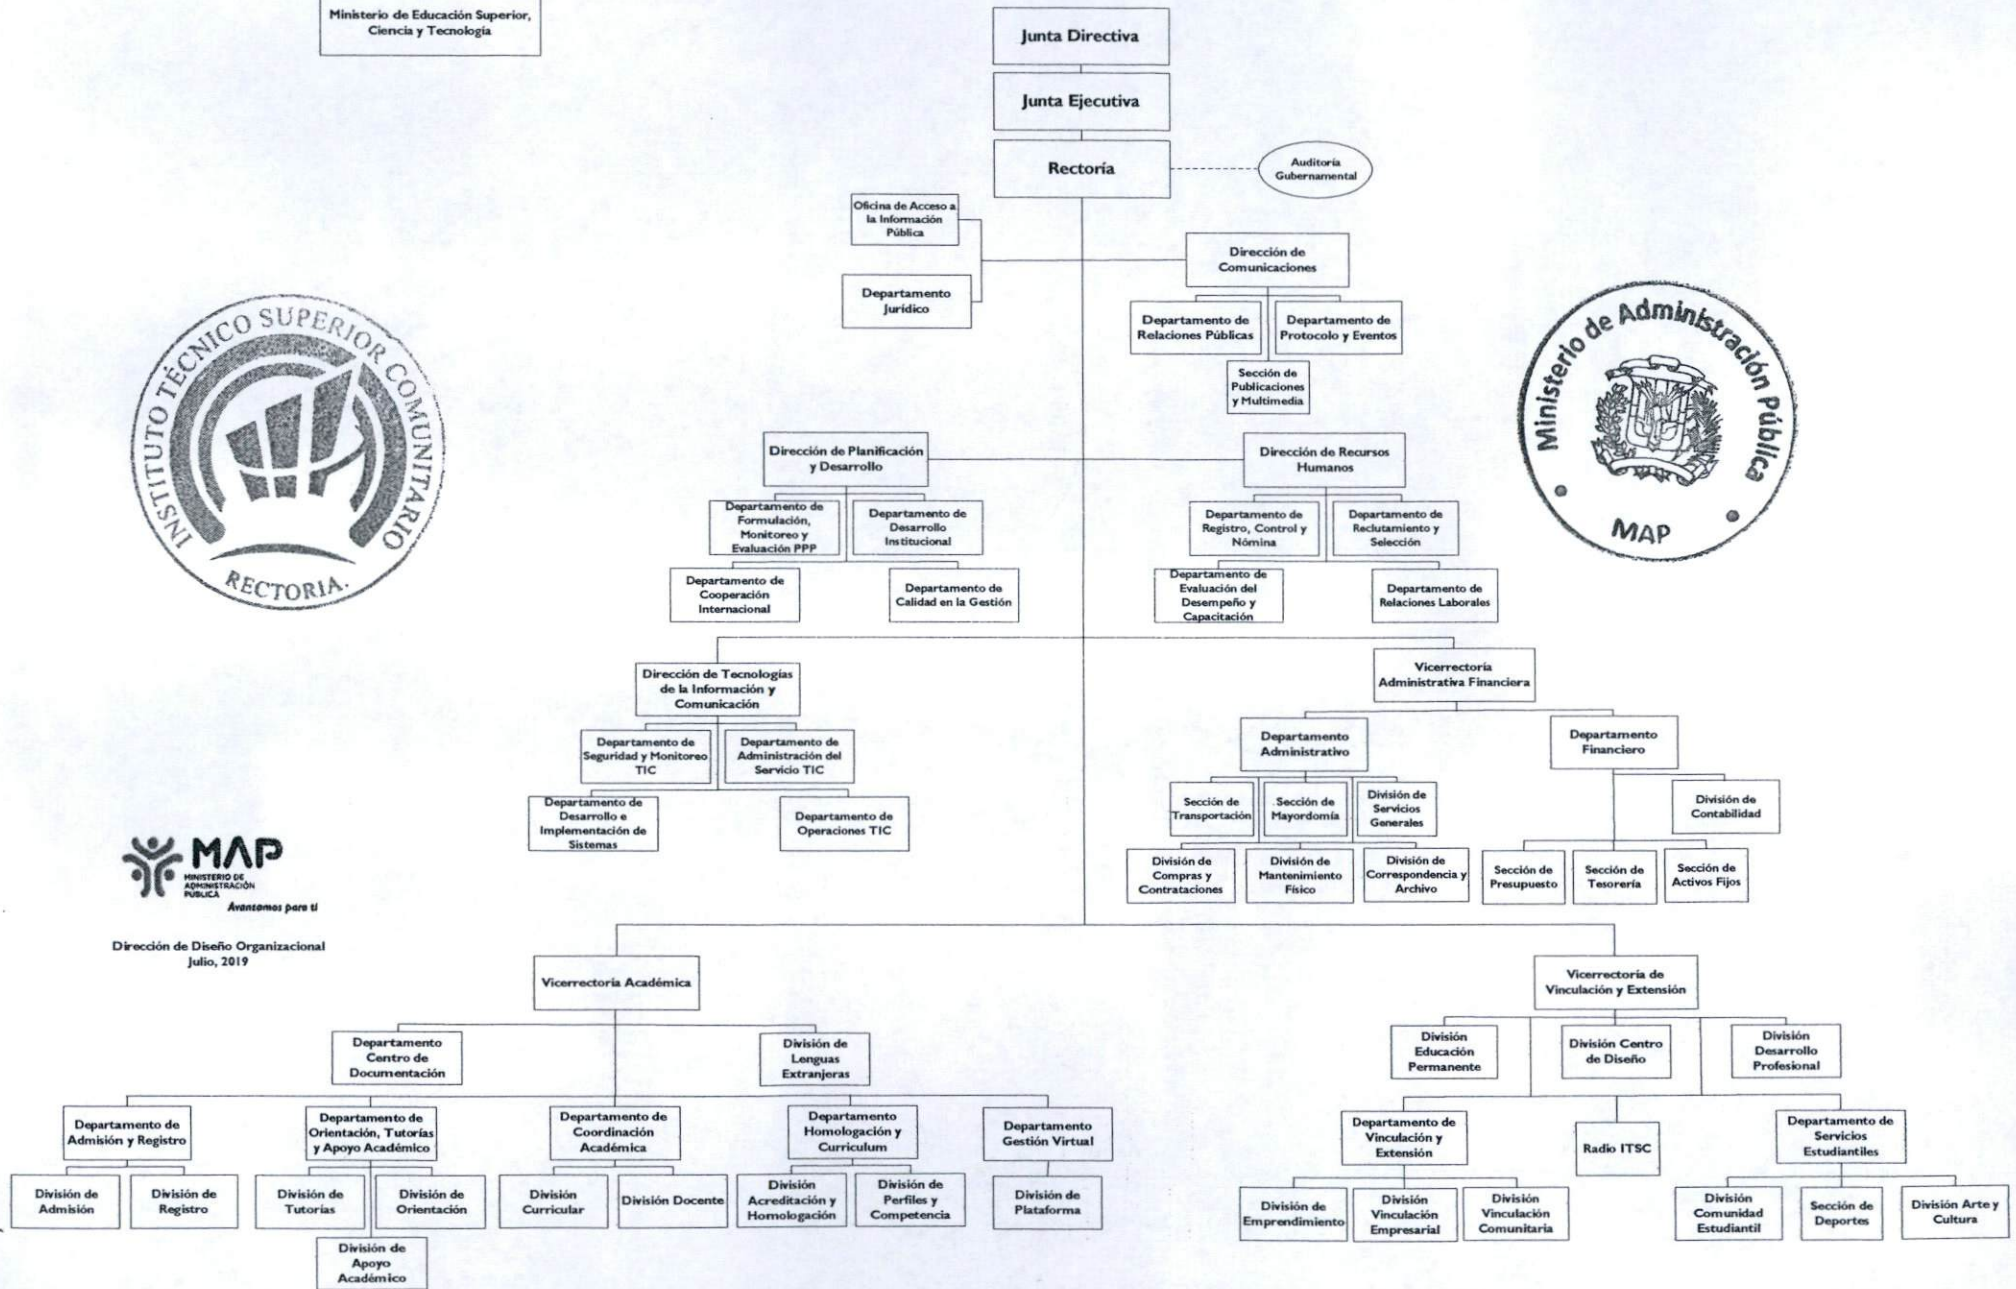 Ministerio de Educación Superior,
Ciencia y Tecnología
Junta Directiva
Junta Ejecutiva
Rectoría
Auditoría
Gubernamental
Oficina de Acceso a
la Información
Pública
Departamento
Jurídico
Dirección de
Comunicaciones
Departamento de
Relaciones Públicas
Departamento de
Protocolo y Eventos
Sección de
Publicaciones
y Multimedia
INSTITUTO TÉCNICO SUPERIOR COMUNITARIO
RECTORIA.
Ministerio de Administración Pública
MAP
Dirección de Planificación
y Desarrollo
Departamento de
Formulación,
Monitoreo y
Evaluación PPP
Departamento de
Desarrollo
Institucional
Departamento de
Cooperación
Internacional
Departamento de
Calidad en la Gestión
Dirección de Recursos
Humanos
Departamento de
Registro, Control y
Nómina
Departamento de
Reclutamiento y
Selección
Departamento de
Evaluación del
Desempeño y
Capacitación
Departamento de
Relaciones Laborales
Dirección de Tecnologías
de la Información y
Comunicación
Departamento de
Seguridad y Monitoreo
TIC
Departamento de
Administración del
Servicio TIC
Departamento de
Desarrollo e
Implementación de
Sistemas
Departamento de
Operaciones TIC
Vicerrectoría
Administrativa Financiera
Departamento
Administrativo
Departamento
Financiero
Sección de
Transportación
Sección de
Mayordomía
División de
Servicios
Generales
División de
Contabilidad
División de
Compras y
Contrataciones
División de
Mantenimiento
Físico
División de
Correspondencia y
Archivo
Sección de
Presupuesto
Sección de
Tesorería
Sección de
Activos Fijos
MAP
MINISTERIO DE
ADMINISTRACIÓN
PÚBLICA
Avanzamos para ti
Dirección de Diseño Organizacional
Julio, 2019
Vicerrectoría Académica
Departamento
Centro de
Documentación
División de
Lenguas
Extranjeras
Departamento de
Admisión y Registro
Departamento de
Orientación, Tutorías
y Apoyo Académico
Departamento de
Coordinación
Académica
Departamento
Homologación y
Curriculum
Departamento
Gestión Virtual
División de
Admisión
División de
Registro
División de
Tutorías
División de
Orientación
División de
Apoyo
Académico
División
Curricular
División Docente
División
Acreditación y
Homologación
División de
Perfiles y
Competencia
División de
Plataforma
Vicerrectoría de
Vinculación y Extensión
División
Educación
Permanente
División Centro
de Diseño
División
Desarrollo
Profesional
Departamento de
Vinculación y
Extensión
Radio ITSC
Departamento de
Servicios
Estudiantiles
División de
Emprendimiento
División
Vinculación
Empresarial
División
Vinculación
Comunitaria
División
Comunidad
Estudiantil
Sección de
Deportes
División Arte y
Cultura